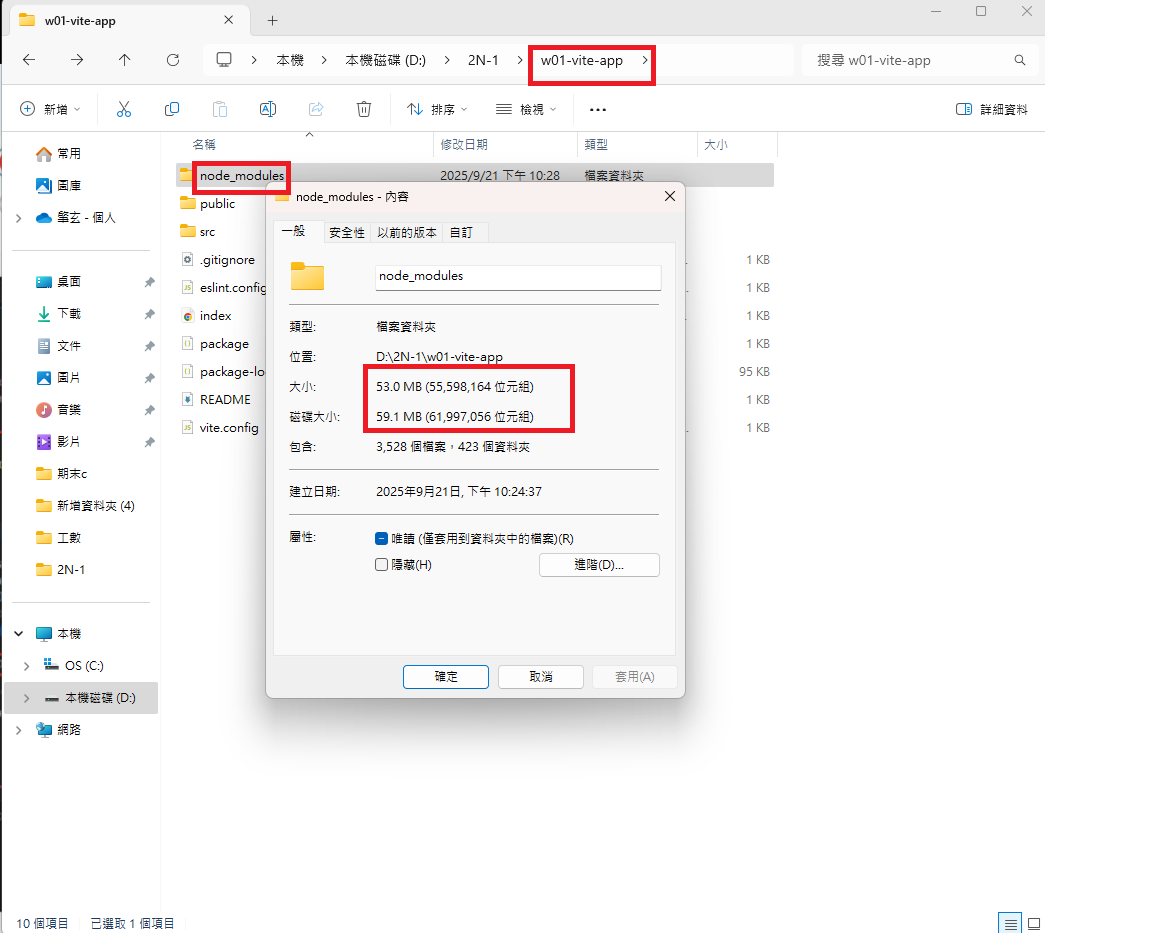 w01-vite-app
本機 本機磁碟 (D:) 2N-1 w01-vite-app 搜尋 w01-vite-app
新增 排序 檢視 ... 詳細資料
名稱 修改日期 類型 大小
常用
圖庫
- 個人
桌面
下載
文件
圖片
音樂
影片
期末c
新增資料夾 (4)
工數
2N-1
本機
OS (C:)
本機磁碟 (D:)
網路
node_modules 2025/9/21 下午 10:28 檔案資料夾
public
src
.gitignore 1 KB
eslint.config 1 KB
index 1 KB
package 1 KB
package-lo 95 KB
README 1 KB
vite.config 1 KB
node_modules - 內容
一般 安全性 以前的版本 自訂
node_modules
類型: 檔案資料夾
位置: D:\2N-1\w01-vite-app
大小: 53.0 MB (55,598,164 位元組)
磁碟大小: 59.1 MB (61,997,056 位元組)
包含: 3,528 個檔案，423 個資料夾
建立日期: 2025年9月21日, 下午 10:24:37
屬性: 唯讀 (僅套用到資料夾中的檔案)(R)
隱藏(H) 進階(D)...
確定 取消 套用(A)
10 個項目 已選取 1 個項目